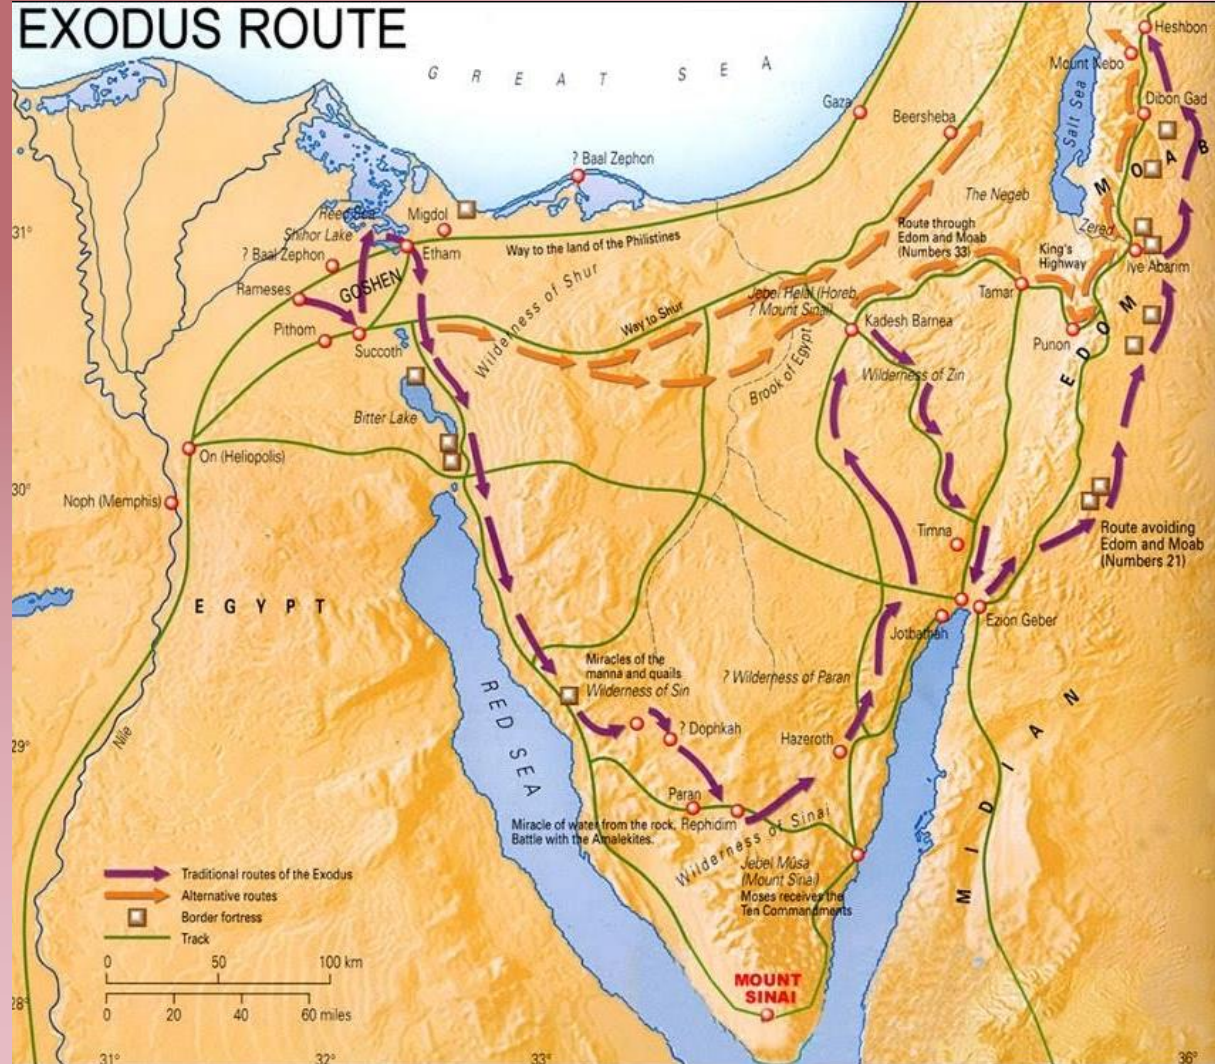 EXODUS ROUTE
GREAT SEA
Heshbon
Mount Nebo
Salt Sea
Dibon Gad
Gaza
Beersheba
? Baal Zephon
MOAB
The Negeb
Reed Sea
Migdol
31°
Shihor Lake
Zered
? Baal Zephon
Etham
Way to the land of the Philistines
Route through
Edom and Moab
(Numbers 33)
King's
Highway
Iye Abarim
Rameses
GOSHEN
Wilderness of Shur
Jebel Helal (Horeb,
? Mount Sinai)
Tamar
Pithom
Succoth
Way to Shur
Kadesh Barnea
Punon
EDOM
Brook of Egypt
Wilderness of Zin
Bitter Lake
On (Heliopolis)
30°
Noph (Memphis)
Timna
Route avoiding
Edom and Moab
(Numbers 21)
EGYPT
Jotbathah
Ezion Geber
Miracles of the
manna and quails
Wilderness of Sin
? Wilderness of Paran
RED SEA
? Dophkah
Hazeroth
29°
Nile
MIDIAN
Paran
Miracle of water from the rock, Rephidim
Battle with the Amalekites.
Wilderness of Sinai
Jebel Mûsa
(Mount Sinai)
Moses receives the
Ten Commandments
Traditional routes of the Exodus
Alternative routes
Border fortress
Track
0 50 100 km
0 20 40 60 miles
MOUNT
SINAI
28°
31° 32° 33° 36°